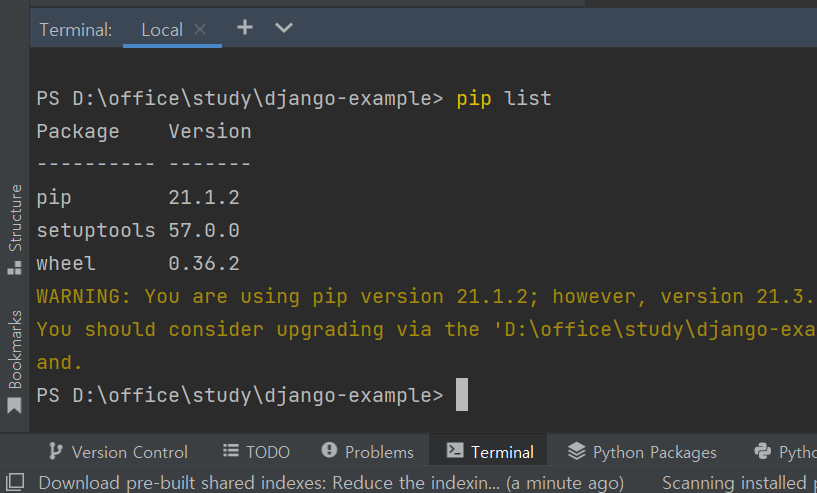 Terminal: Local × +
PS D:\office\study\django-example> pip list
Package    Version
---------- -------
pip        21.1.2
setuptools 57.0.0
wheel      0.36.2
WARNING: You are using pip version 21.1.2; however, version 21.3.
You should consider upgrading via the 'D:\office\study\django-exa
and.
PS D:\office\study\django-example>
Structure
Bookmarks
Version Control TODO Problems Terminal Python Packages Pytho
Download pre-built shared indexes: Reduce the indexin... (a minute ago) Scanning installed p